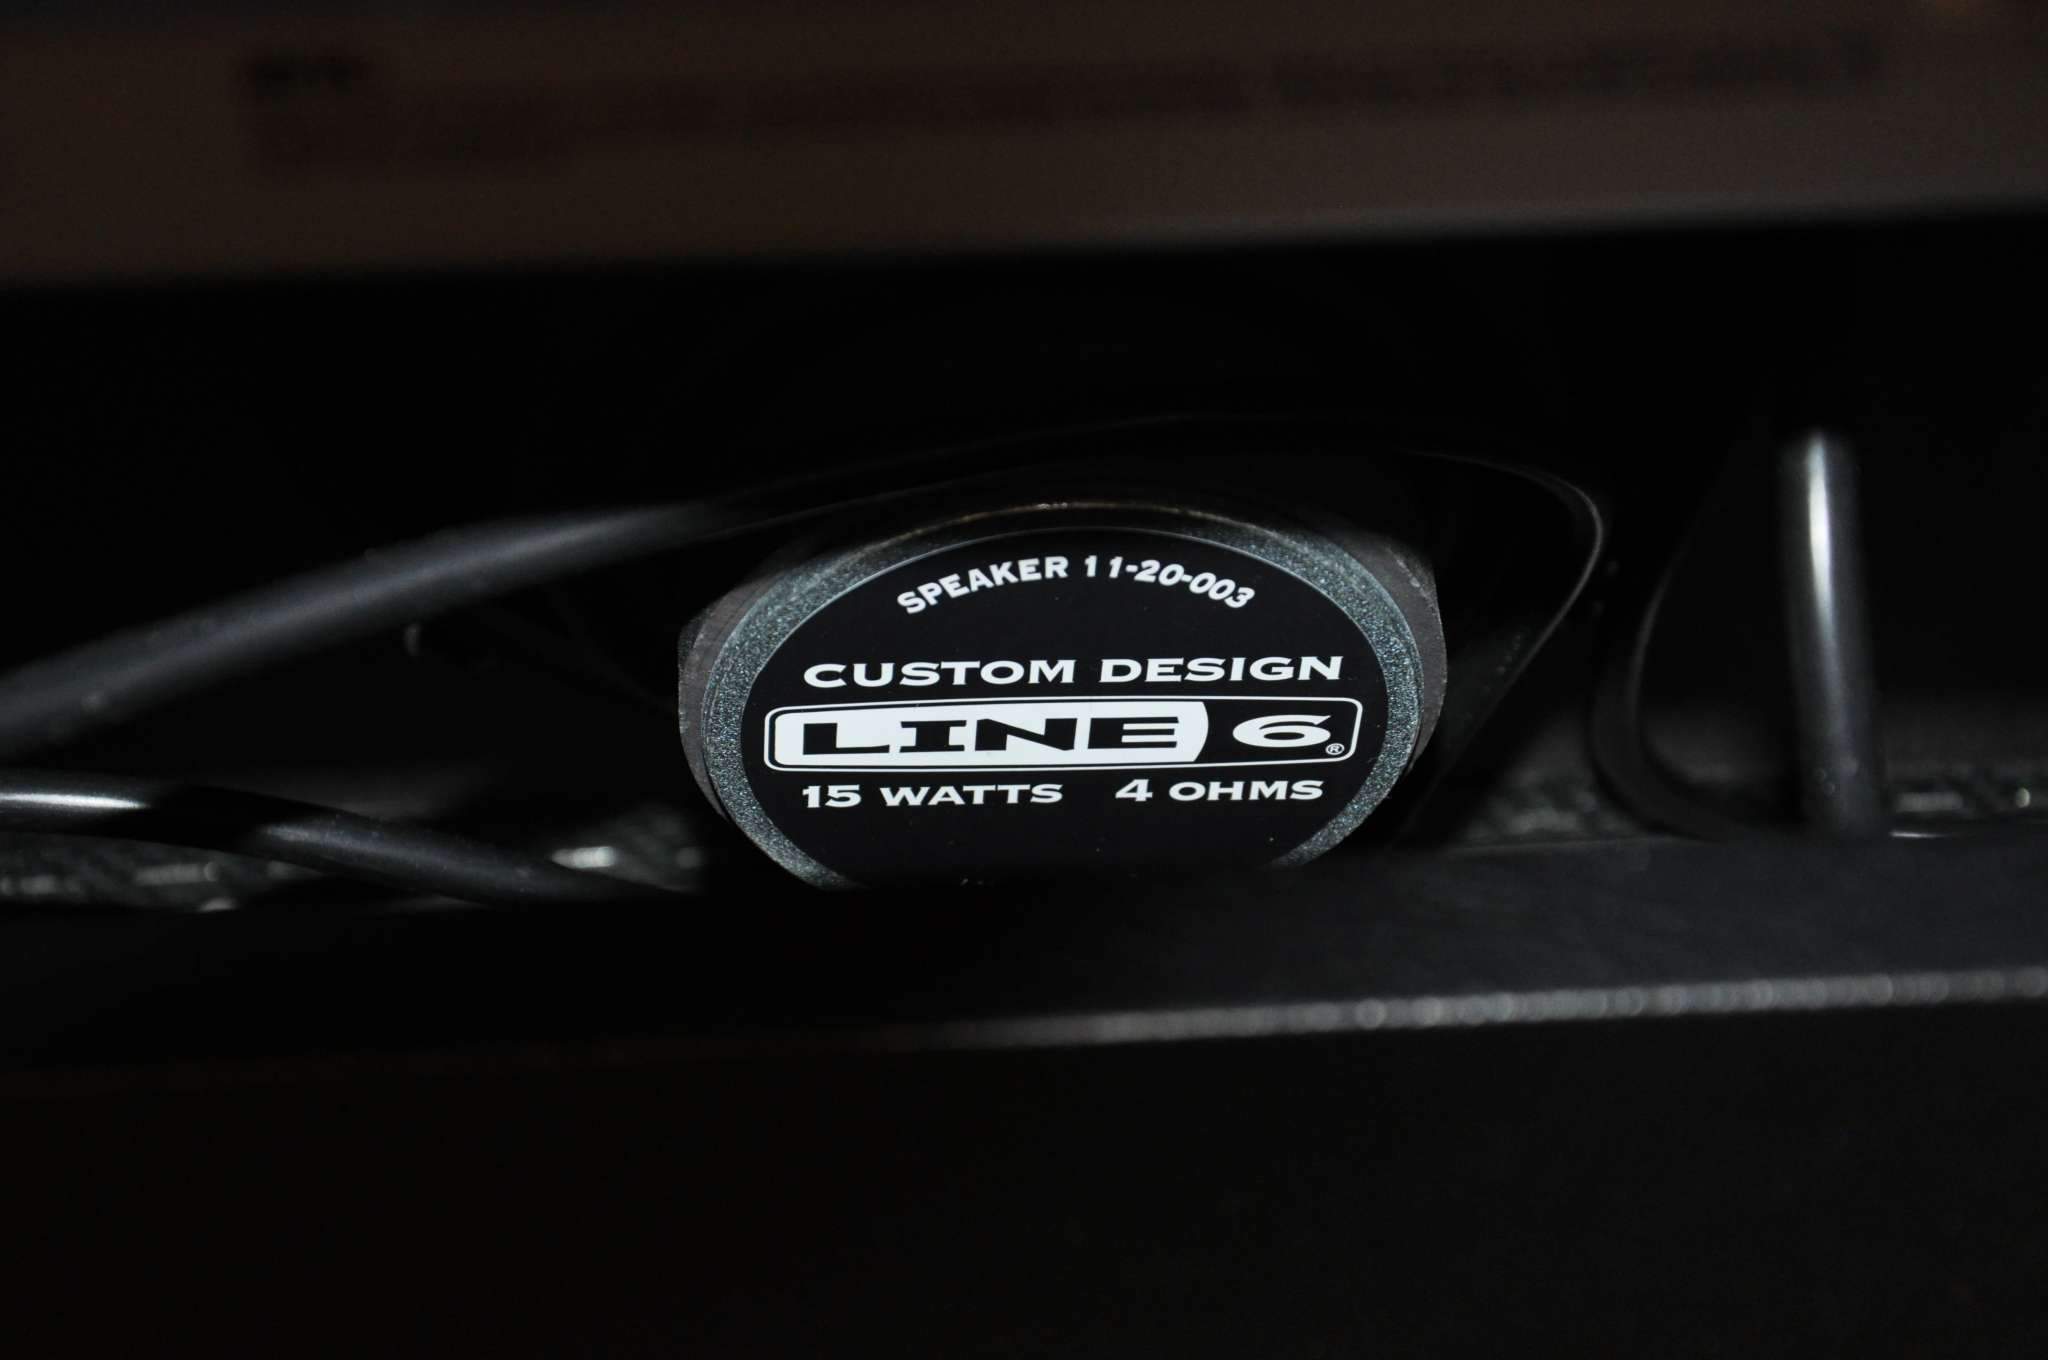 SPEAKER 11-20-003
CUSTOM DESIGN
LINE 6®
15 WATTS 4 OHMS